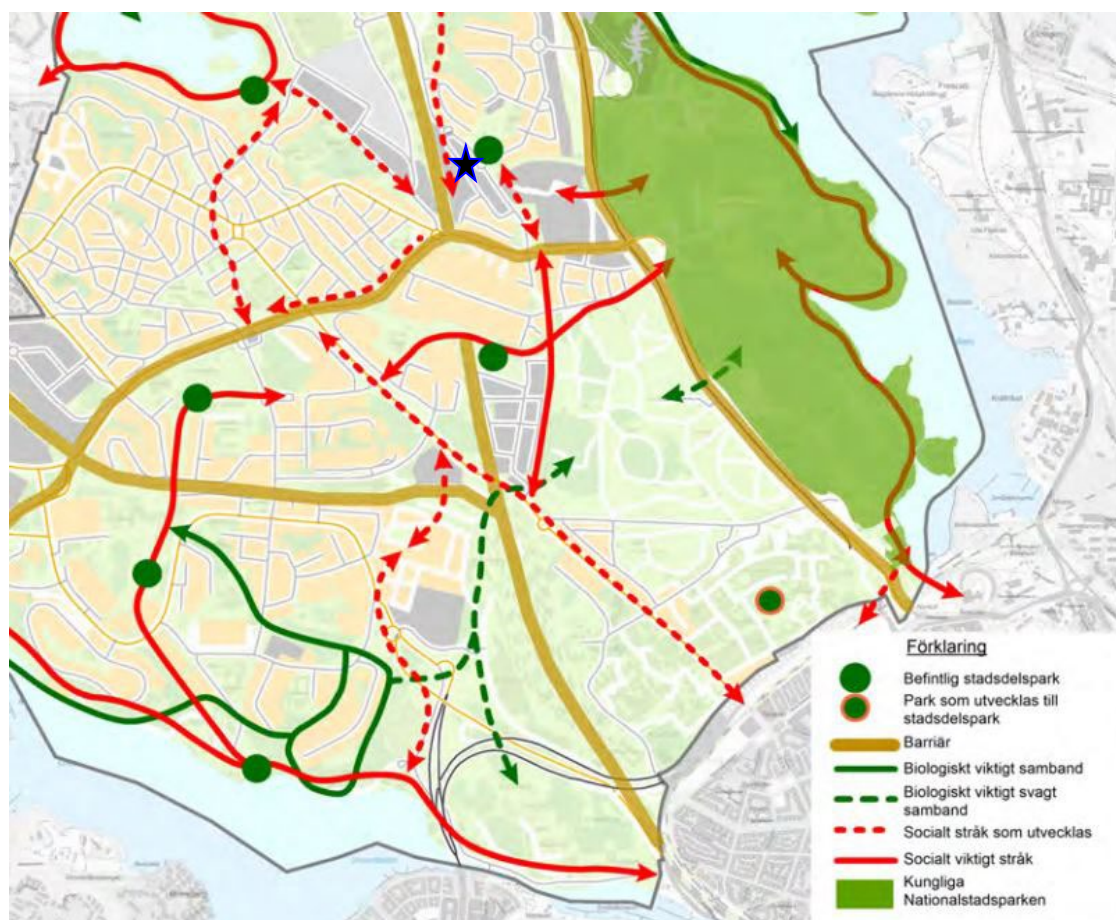 Förklaring
Befintlig stadsdelspark
Park som utvecklas till
stadsdelspark
Barriär
Biologiskt viktigt samband
Biologiskt viktigt svagt
samband
Socialt stråk som utvecklas
Socialt viktigt stråk
Kungliga
Nationalstadsparken